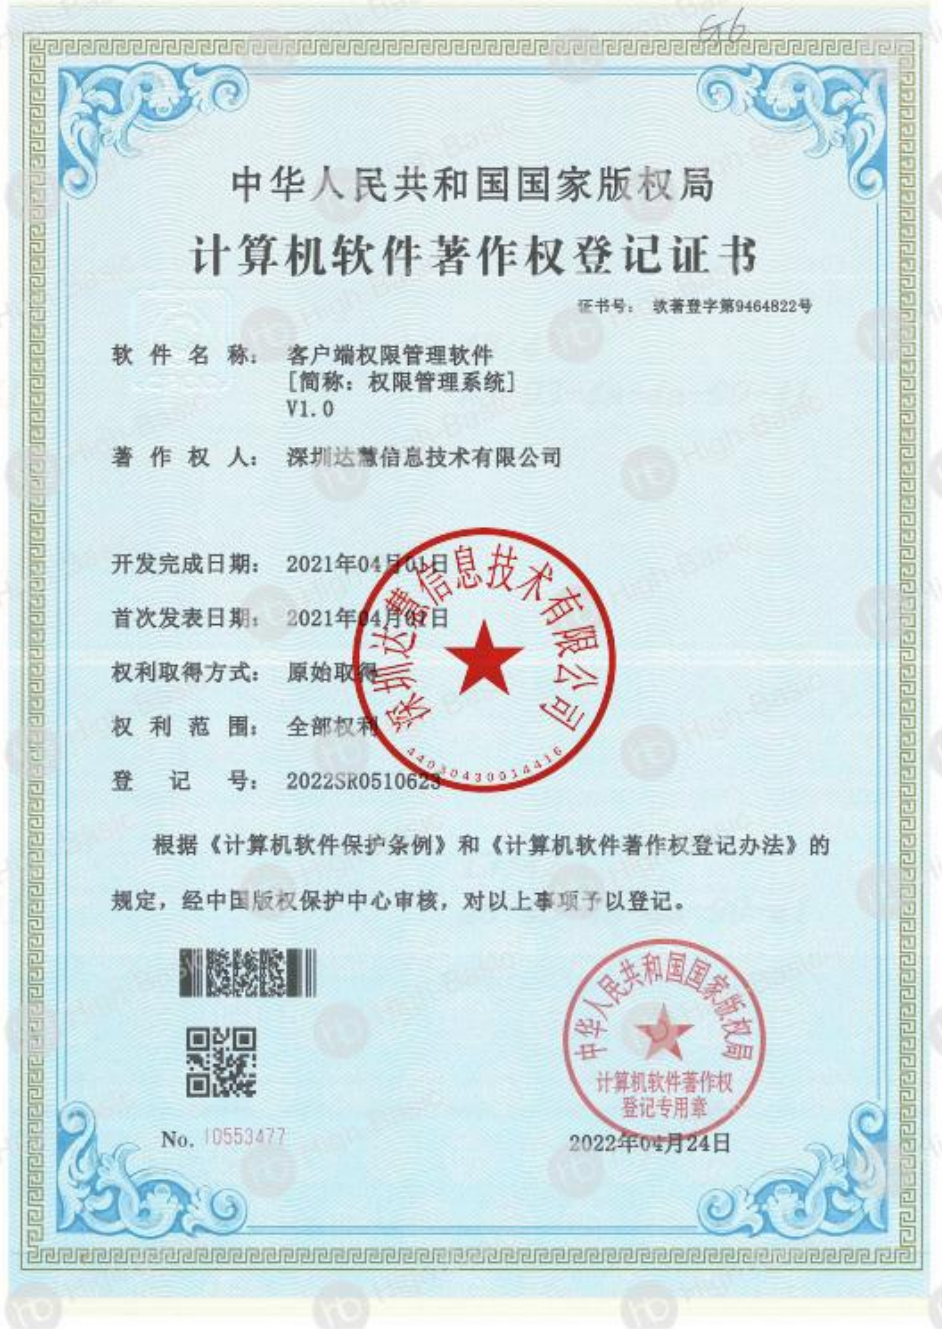 中华人民共和国国家版权局
计算机软件著作权登记证书
证书号： 软著登字第9464822号
软件名称： 客户端权限管理软件
[简称：权限管理系统]
V1.0
著作权人： 深圳达慧信息技术有限公司
开发完成日期： 2021年04月01日
首次发表日期： 2021年04月01日
权利取得方式： 原始取得
权利范围： 全部权利
登记号： 2022SR0510623
深圳达慧信息技术有限公司
44030430014416
根据《计算机软件保护条例》和《计算机软件著作权登记办法》的
规定，经中国版权保护中心审核，对以上事项予以登记。
中华人民共和国国家版权局
计算机软件著作权
登记专用章
No. 10553477
2022年04月24日
High-Basic